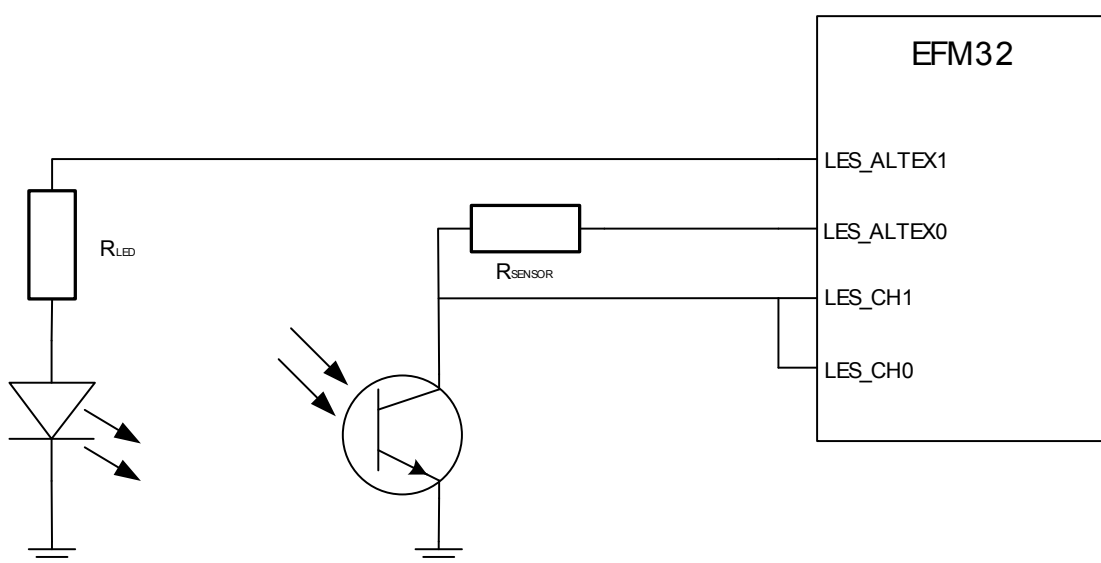 EFM32
LES_ALTEX1
RLED
LES_ALTEX0
RSENSOR
LES_CH1
LES_CH0